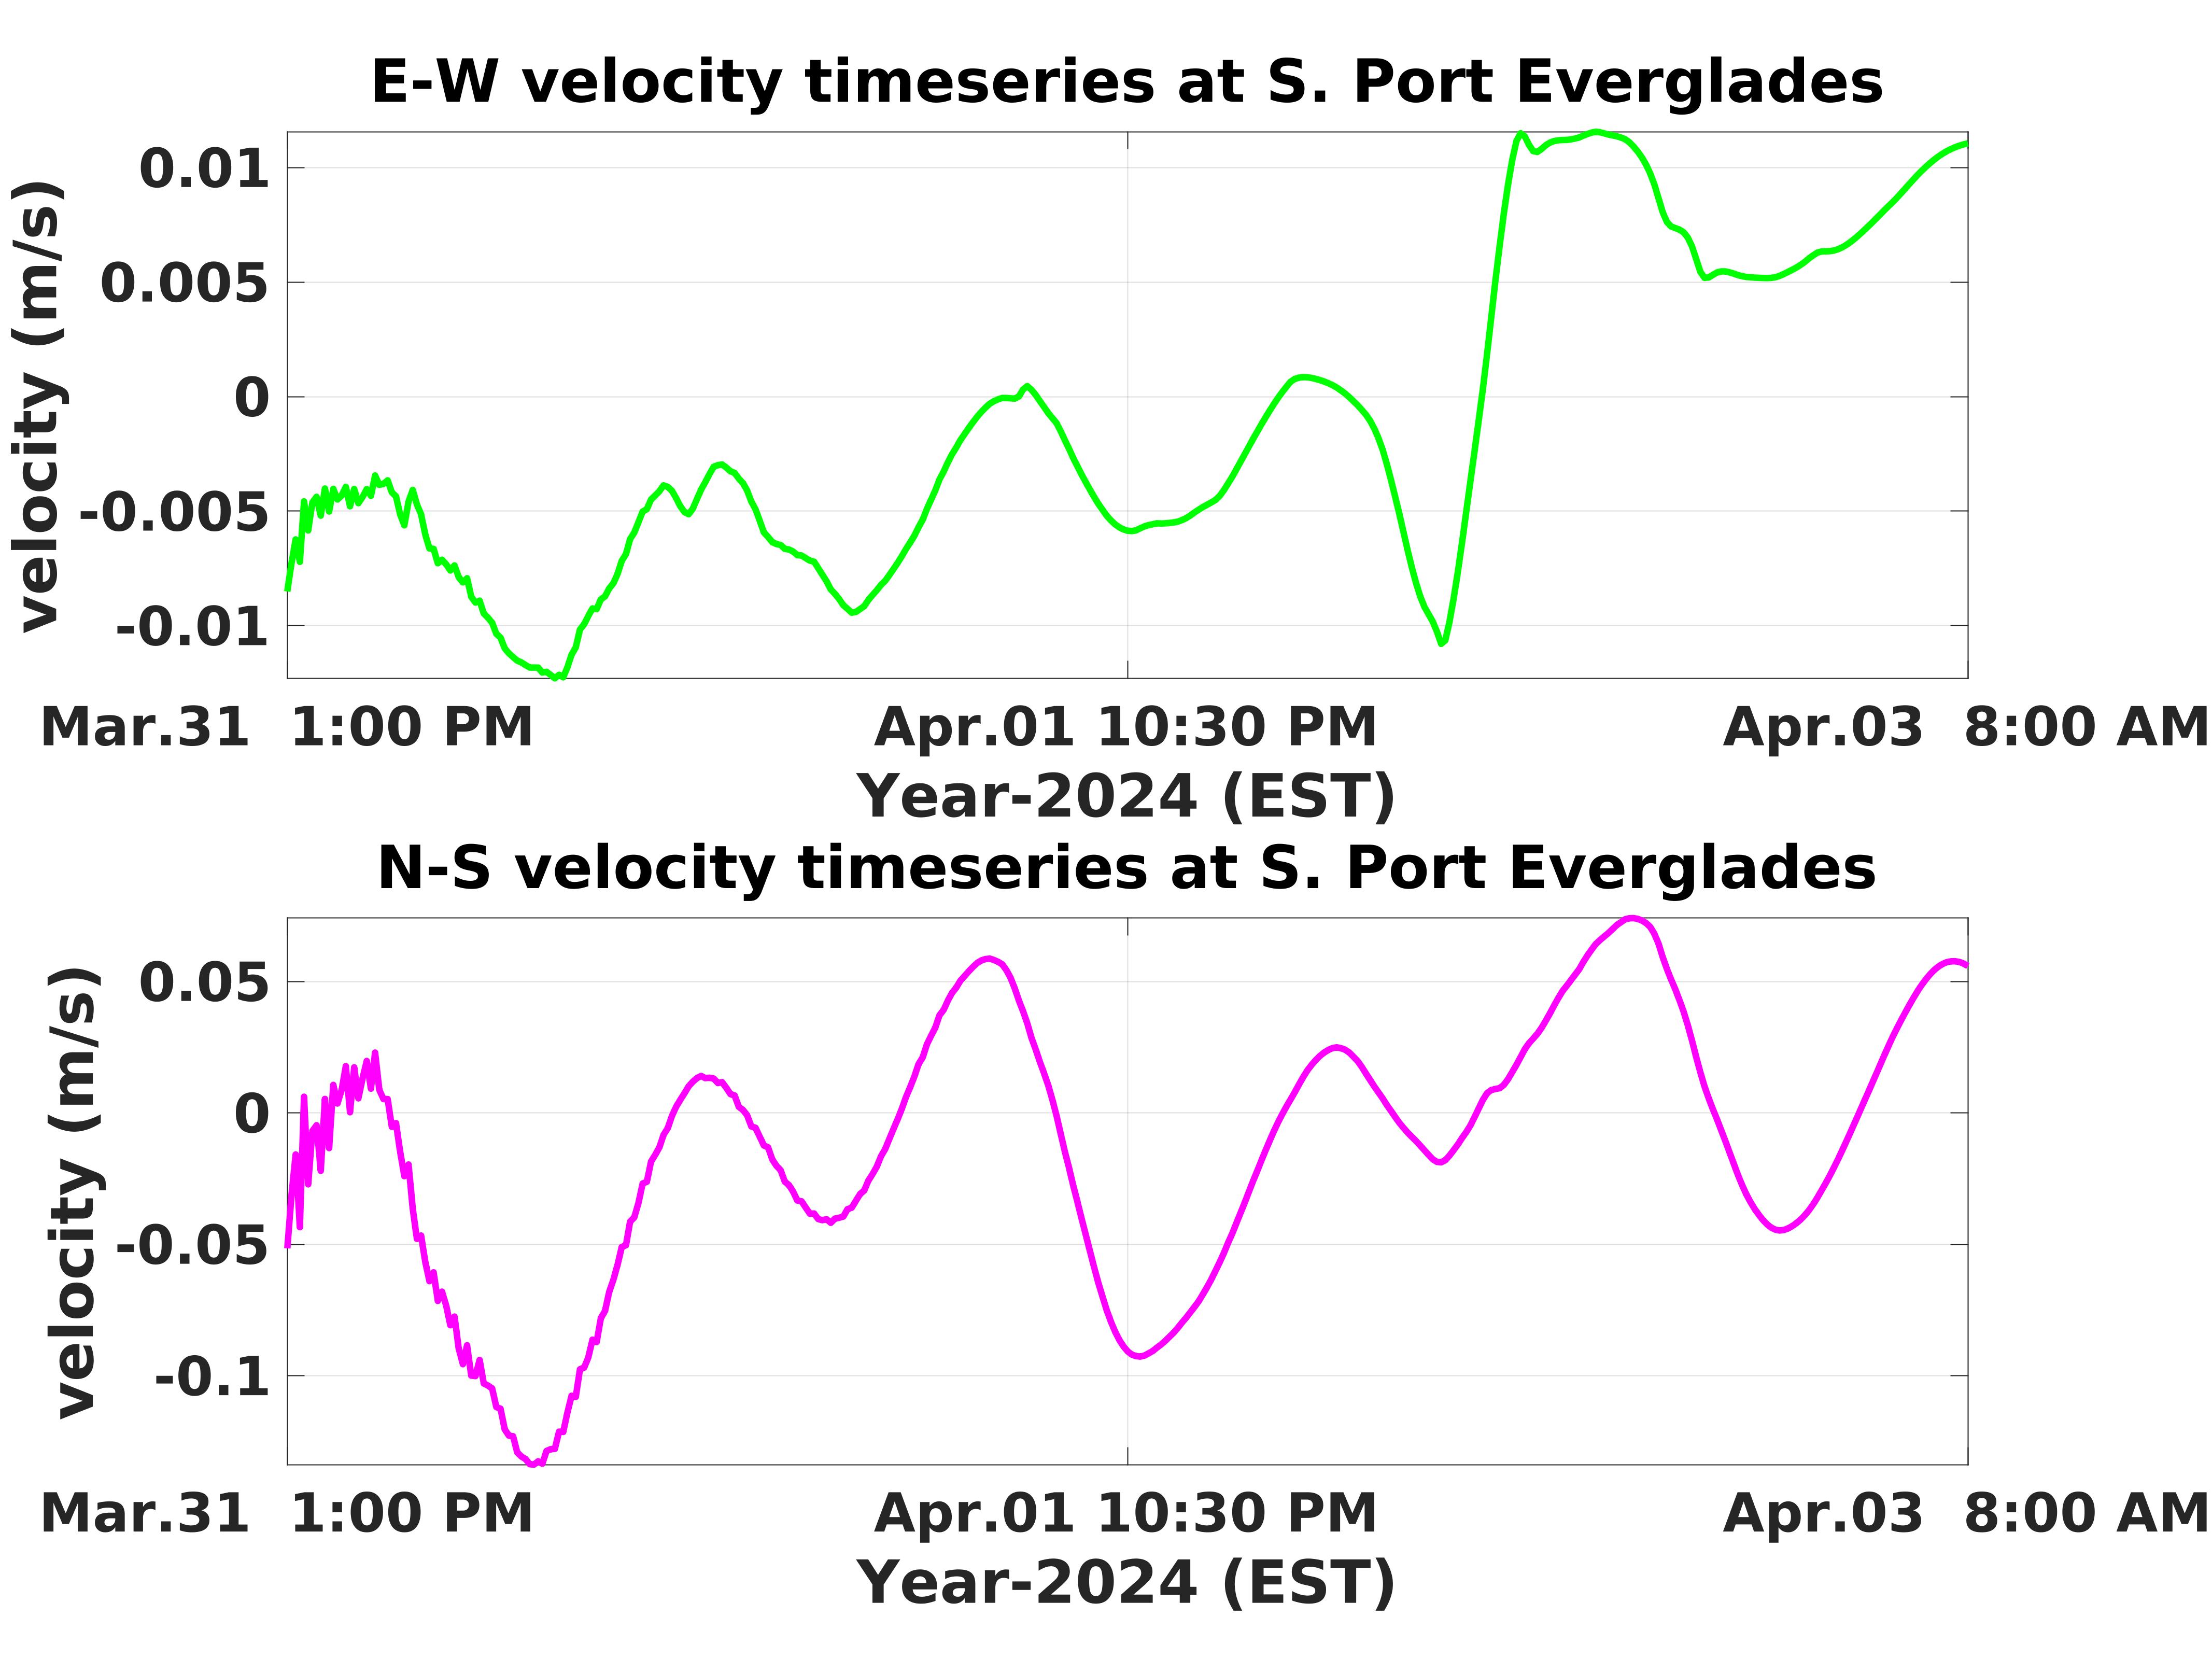 E-W velocity timeseries at S. Port Everglades
velocity (m/s)
0.01
0.005
0
-0.005
-0.01
Mar.31 1:00 PM Apr.01 10:30 PM Apr.03 8:00 AM
Year-2024 (EST)
N-S velocity timeseries at S. Port Everglades
velocity (m/s)
0.05
0
-0.05
-0.1
Mar.31 1:00 PM Apr.01 10:30 PM Apr.03 8:00 AM
Year-2024 (EST)